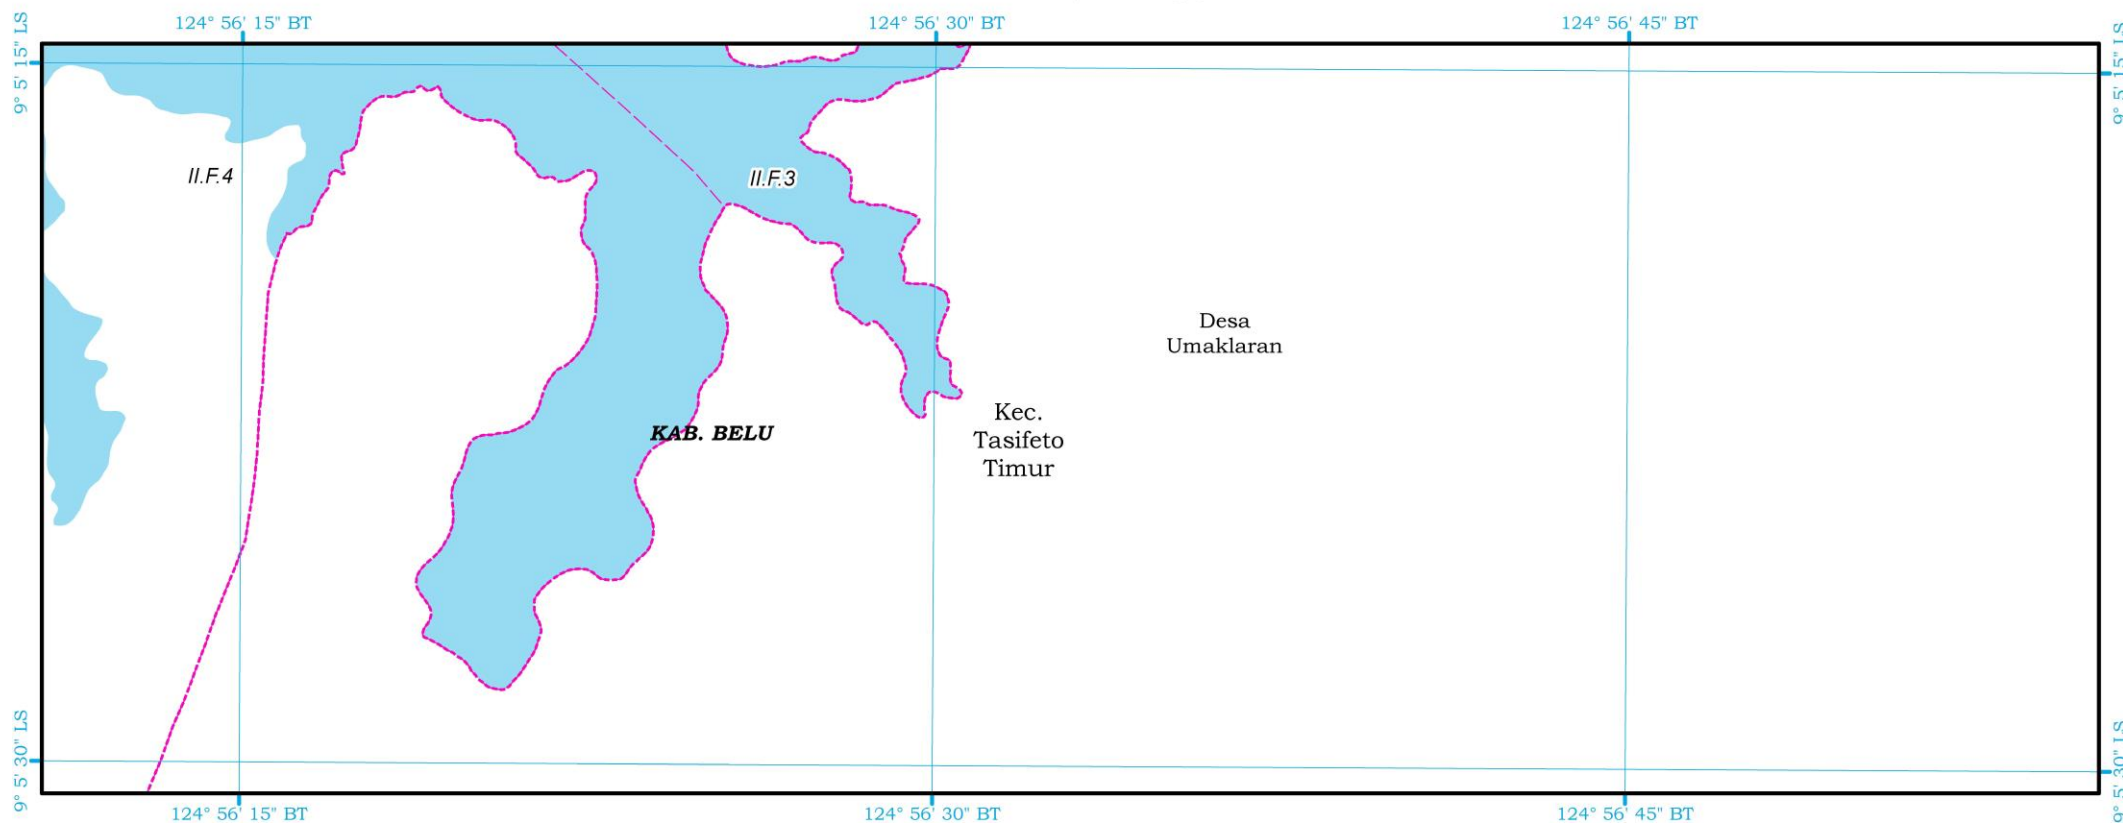 124° 56' 15" BT
124° 56' 30" BT
124° 56' 45" BT
9° 5' 15" LS
9° 5' 15" LS
II.F.4
II.F.3
Desa
Umaklaran
Kec.
Tasifeto
Timur
KAB. BELU
9° 5' 30" LS
9° 5' 30" LS
124° 56' 15" BT
124° 56' 30" BT
124° 56' 45" BT